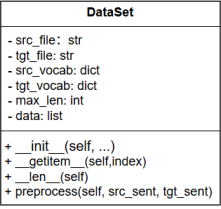 DataSet
- src_file： str
- tgt_file: str
- src_vocab: dict
- tgt_vocab: dict
- max_len: int
- data: list
+ __init__(self, ...)
+ __getitem__(self,index)
+ __len__(self)
+ preprocess(self, src_sent, tgt_sent)